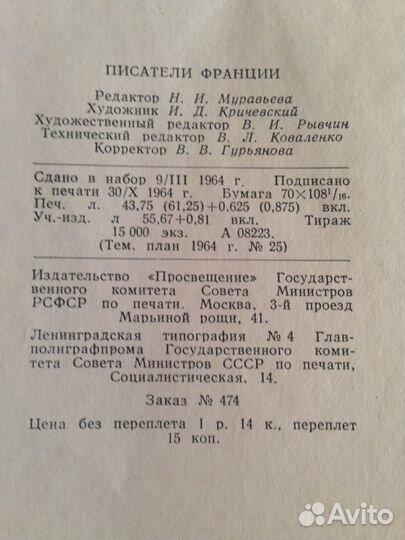 ПИСАТЕЛИ ФРАНЦИИ
Редактор Н. И. Муравьева
Художник И. Д. Кричевский
Художественный редактор В. И. Рывчин
Технический редактор В. Л. Коваленко
Корректор В. В. Гурьянова
Сдано в набор 9/III 1964 г. Подписано
к печати 30/X 1964 г. Бумага 70×108¹/₁₆.
Печ. л. 43,75 (61,25)+0,625 (0,875) вкл.
Уч.-изд. л 55,67+0,81 вкл. Тираж
15 000 экз. А 08223.
(Тем. план 1964 г. № 25)
Издательство «Просвещение» Государст-
венного комитета Совета Министров
РСФСР по печати. Москва, 3-й проезд
Марьиной рощи, 41.
Ленинградская типография № 4 Глав-
полиграфпрома Государственного коми-
тета Совета Министров СССР по печати,
Социалистическая, 14.
Заказ № 474
Цена без переплета 1 р. 14 к., переплет
15 коп.
Avito